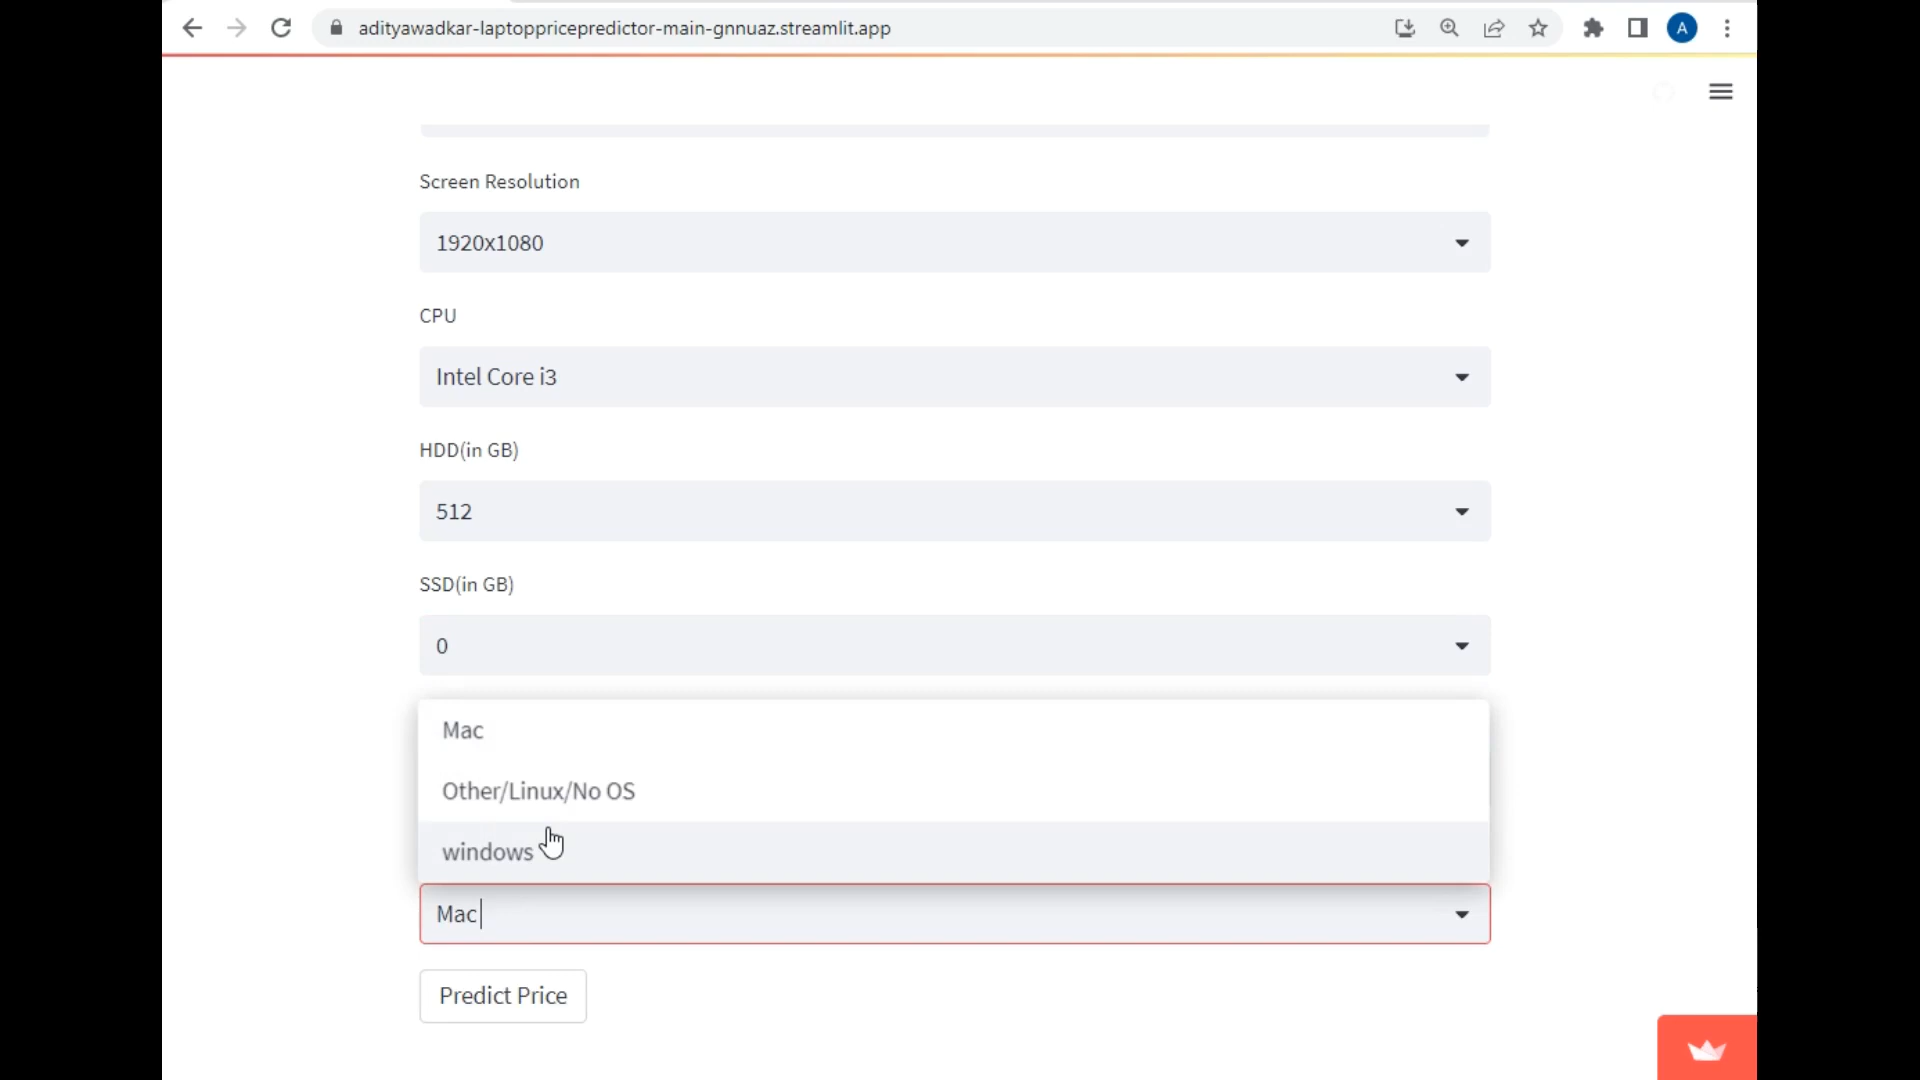 adityawadkar-laptoppricepredictor-main-gnnuaz.streamlit.app
A
Screen Resolution
1920x1080
CPU
Intel Core i3
HDD(in GB)
512
SSD(in GB)
0
Mac
Other/Linux/No OS
windows
Mac
Predict Price